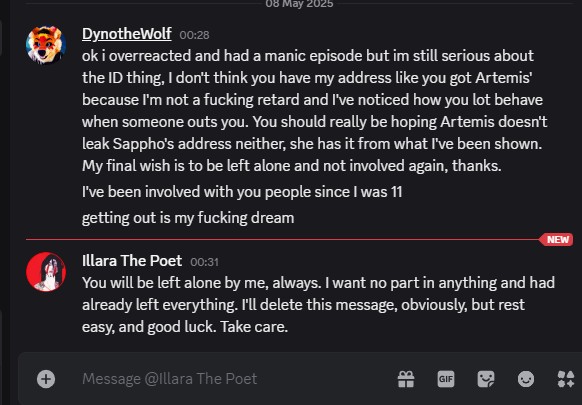 08 May 2025
DynotheWolf 00:28
ok i overreacted and had a manic episode but im still serious about
the ID thing, I don't think you have my address like you got Artemis'
because I'm not a fucking retard and I've noticed how you lot behave
when someone outs you. You should really be hoping Artemis doesn't
leak Sappho's address neither, she has it from what I've been shown.
My final wish is to be left alone and not involved again, thanks.
I've been involved with you people since I was 11
getting out is my fucking dream
NEW
Illara The Poet 00:31
You will be left alone by me, always. I want no part in anything and had
already left everything. I'll delete this message, obviously, but rest
easy, and good luck. Take care.
Message @Illara The Poet
GIF